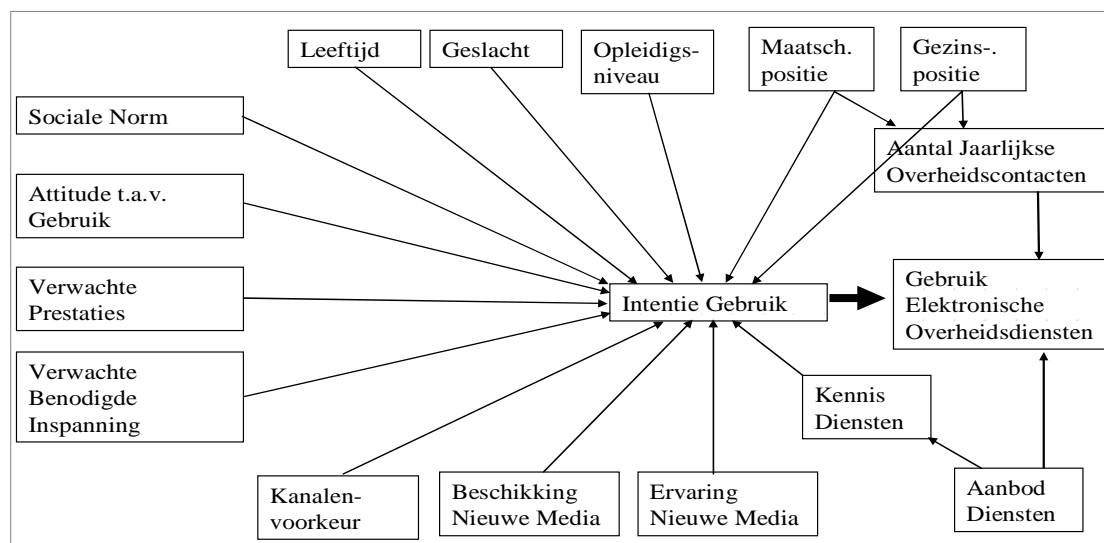 Leeftijd
Geslacht
Opleidigs-
niveau
Maatsch.
positie
Gezins-.
positie
Sociale Norm
Aantal Jaarlijkse
Overheidscontacten
Attitude t.a.v.
Gebruik
Verwachte
Prestaties
Intentie Gebruik
Gebruik
Elektronische
Overheidsdiensten
Verwachte
Benodigde
Inspanning
Kennis
Diensten
Kanalen-
voorkeur
Beschikking
Nieuwe Media
Ervaring
Nieuwe Media
Aanbod
Diensten